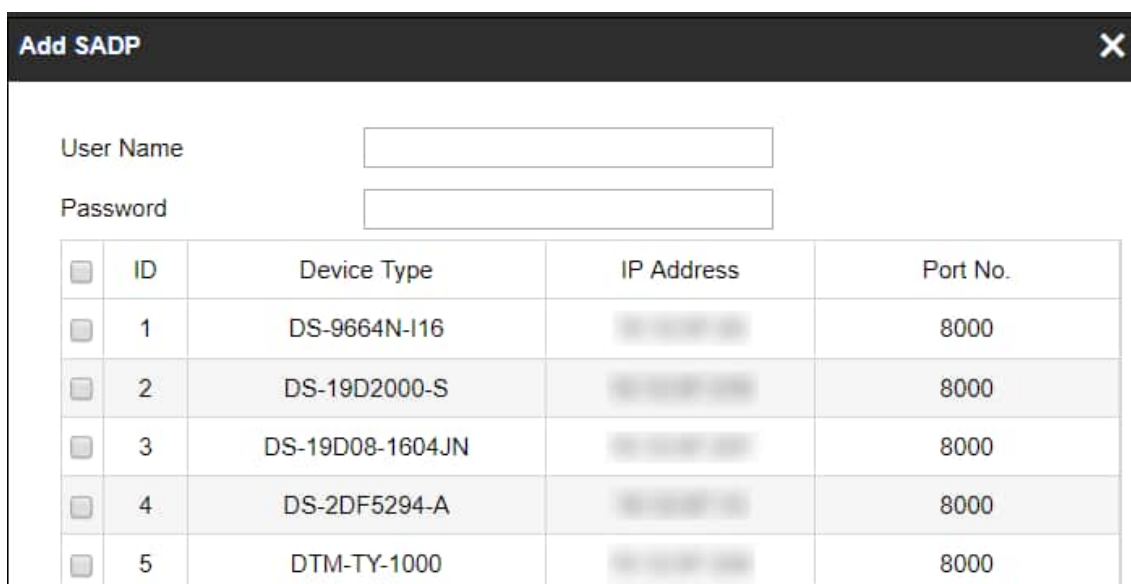 Add SADP
User Name
Password
ID Device Type IP Address Port No.
1 DS-9664N-I16 8000
2 DS-19D2000-S 8000
3 DS-19D08-1604JN 8000
4 DS-2DF5294-A 8000
5 DTM-TY-1000 8000